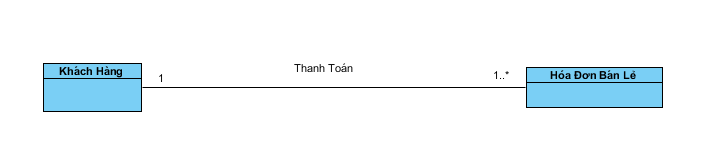 Thanh Toán
Khách Hàng
1
1..*
Hóa Đơn Bán Lẻ